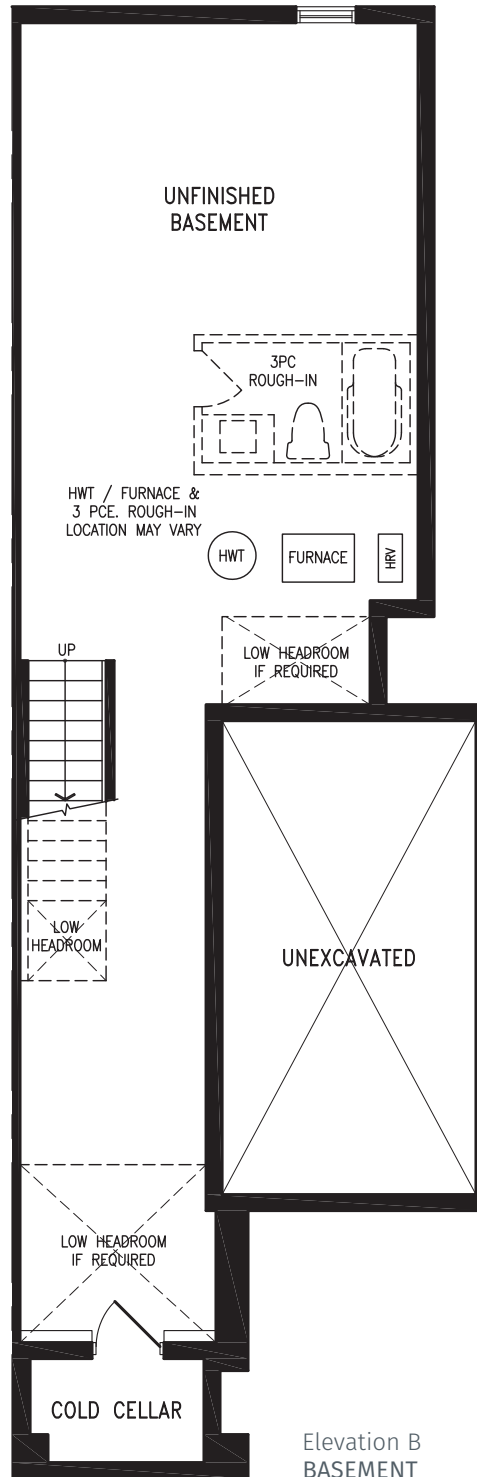 UNFINISHED
BASEMENT
3PC
ROUGH-IN
HWT / FURNACE &
3 PCE. ROUGH-IN
LOCATION MAY VARY
HWT
FURNACE
HRV
UP
LOW HEADROOM
IF REQUIRED
LOW
HEADROOM
UNEXCAVATED
LOW HEADROOM
IF REQUIRED
COLD CELLAR
Elevation B
BASEMENT